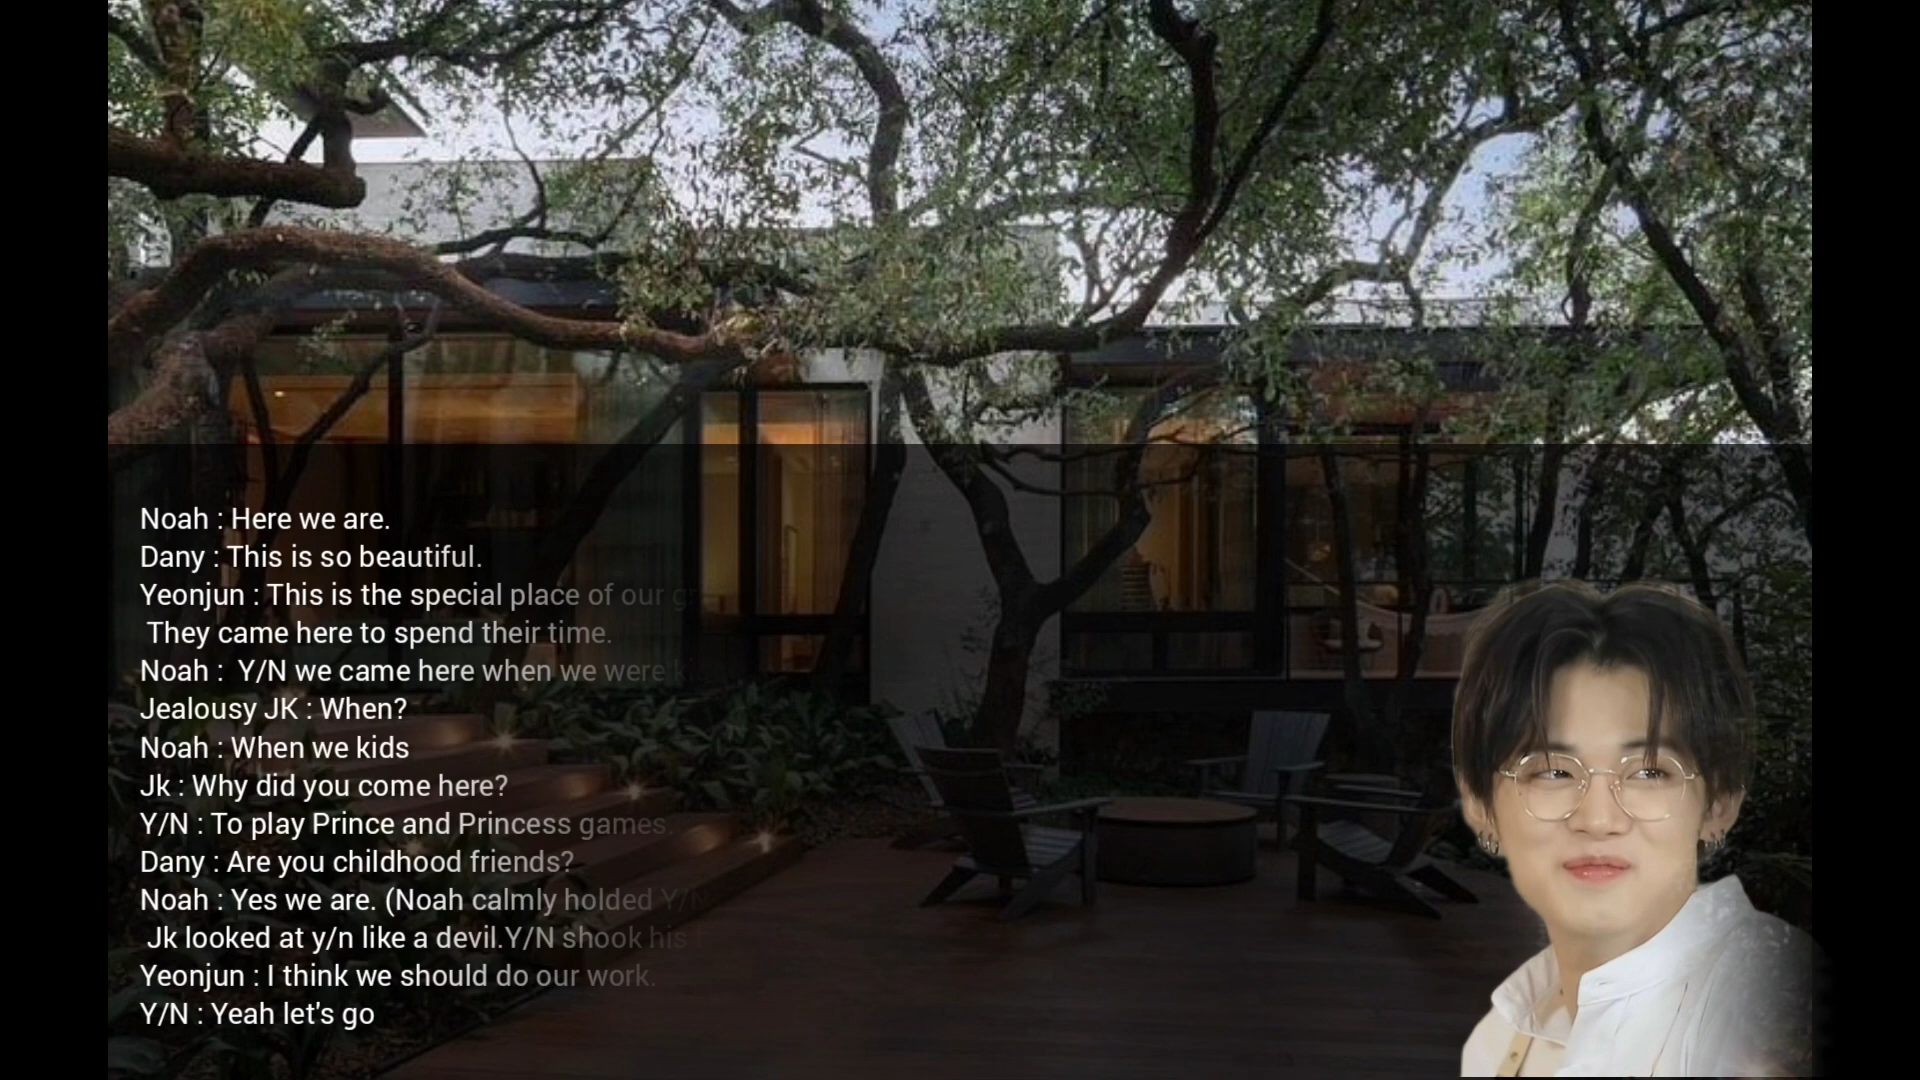 Noah : Here we are.
Dany : This is so beautiful.
Yeonjun : This is the special place of our
They came here to spend their time.
Noah :  Y/N we came here when we were
Jealousy JK : When?
Noah : When we kids
Jk : Why did you come here?
Y/N : To play Prince and Princess games.
Dany : Are you childhood friends?
Noah : Yes we are. (Noah calmly holded Y/N
Jk looked at y/n like a devil.Y/N shook his
Yeonjun : I think we should do our work.
Y/N : Yeah let's go